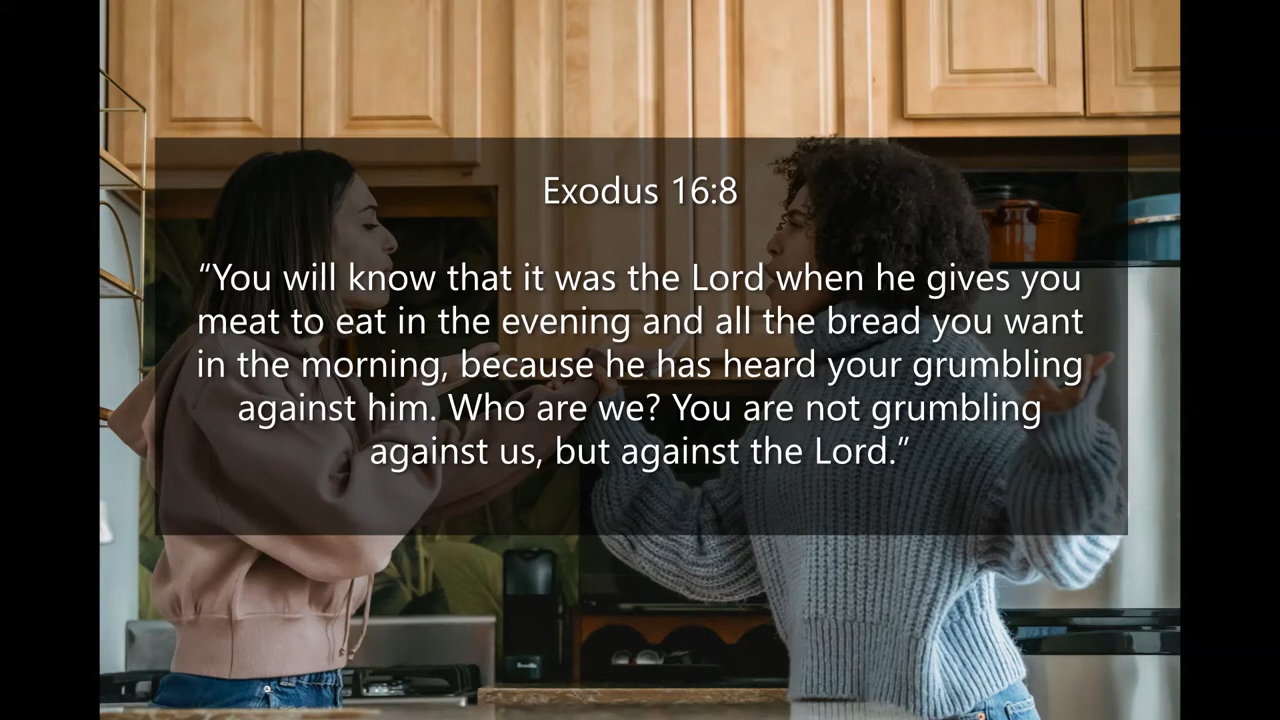 Exodus 16:8
“You will know that it was the Lord when he gives you
meat to eat in the evening and all the bread you want
in the morning, because he has heard your grumbling
against him. Who are we? You are not grumbling
against us, but against the Lord.”